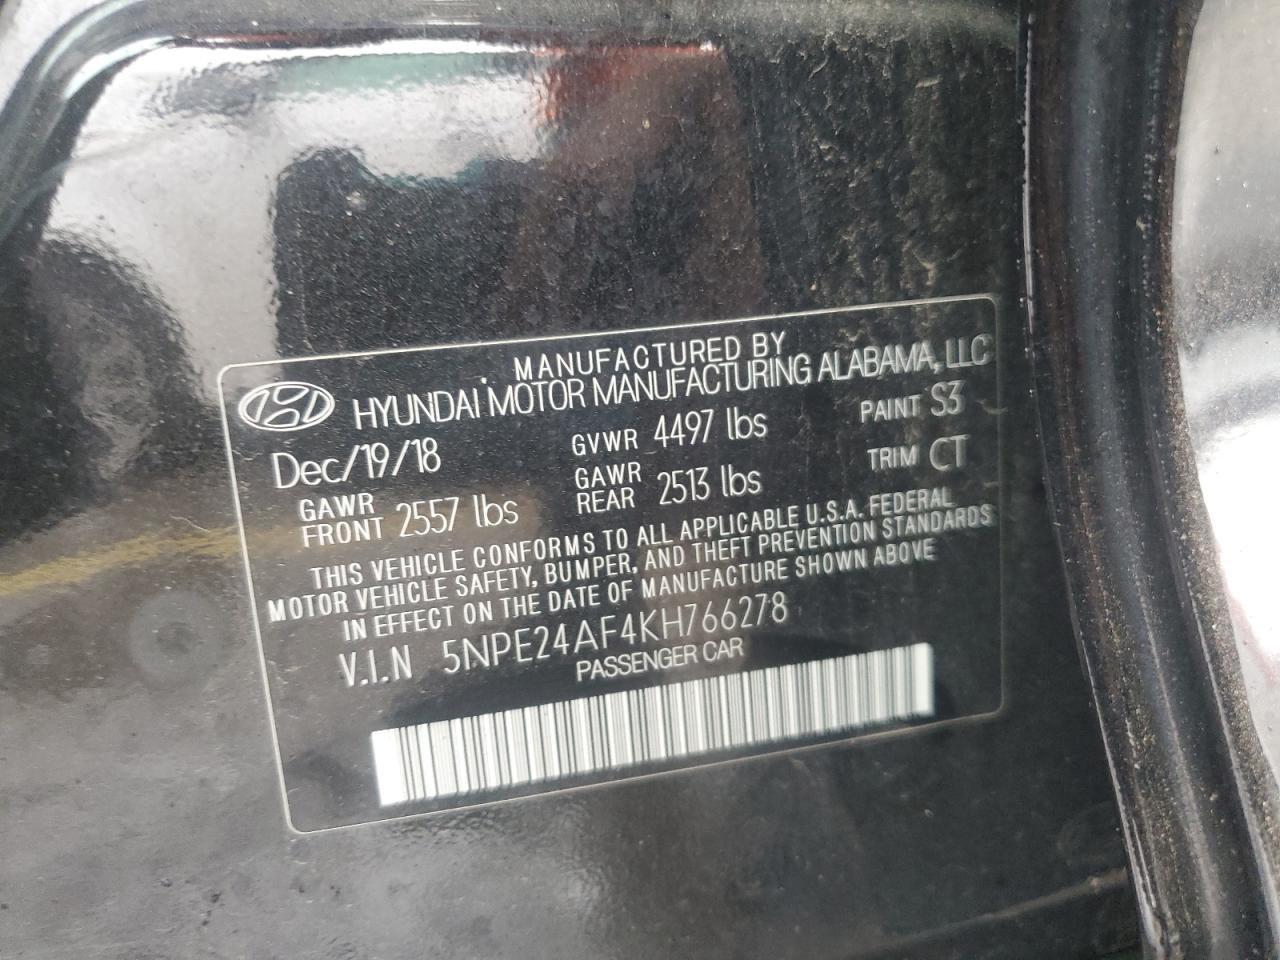 MANUFACTURED BY
HYUNDAI MOTOR MANUFACTURING ALABAMA, LLC
Dec/19/18 GVWR 4497 lbs PAINT S3
GAWR FRONT 2557 lbs GAWR REAR 2513 lbs TRIM CT
THIS VEHICLE CONFORMS TO ALL APPLICABLE U.S.A. FEDERAL
MOTOR VEHICLE SAFETY, BUMPER, AND THEFT PREVENTION STANDARDS
IN EFFECT ON THE DATE OF MANUFACTURE SHOWN ABOVE
V.I.N 5NPE24AF4KH766278
PASSENGER CAR